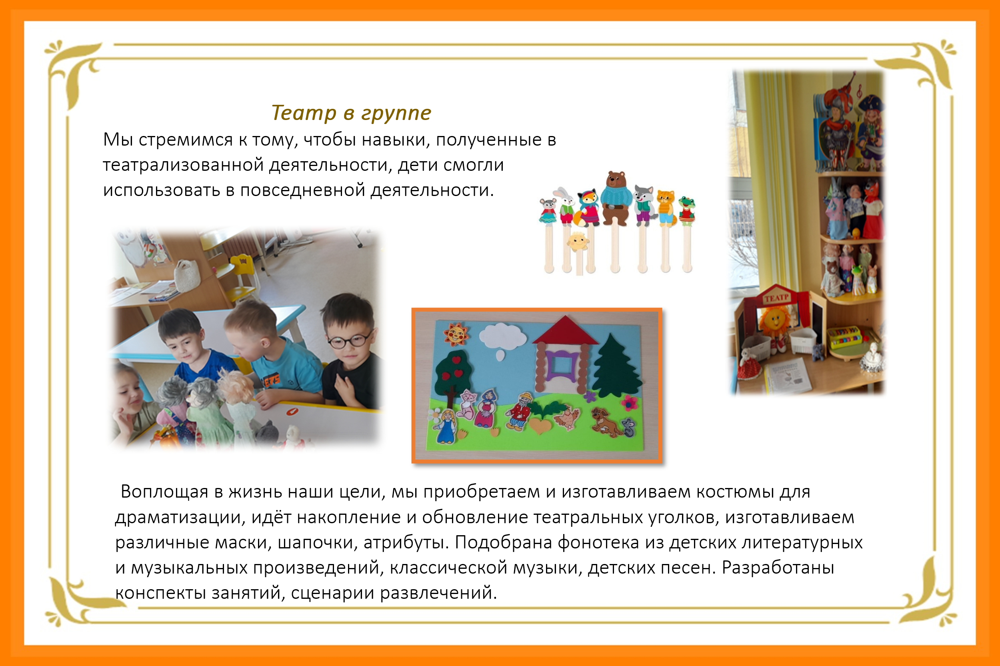 Театр в группе
Мы стремимся к тому, чтобы навыки, полученные в
театрализованной деятельности, дети смогли
использовать в повседневной деятельности.
ТЕАТР
Воплощая в жизнь наши цели, мы приобретаем и изготавливаем костюмы для
драматизации, идёт накопление и обновление театральных уголков, изготавливаем
различные маски, шапочки, атрибуты. Подобрана фонотека из детских литературных
и музыкальных произведений, классической музыки, детских песен. Разработаны
конспекты занятий, сценарии развлечений.